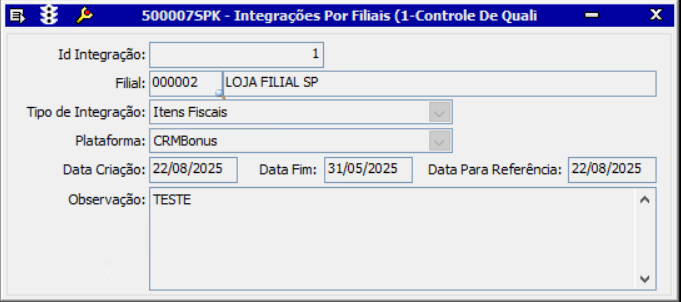 500007SPK - Integrações Por Filiais (1-Controle De Quali
Id Integração: 1
Filial: 000002 LOJA FILIAL SP
Tipo de Integração: Itens Fiscais
Plataforma: CRMBonus
Data Criação: 22/08/2025 Data Fim: 31/05/2025 Data Para Referência: 22/08/2025
Observação: TESTE